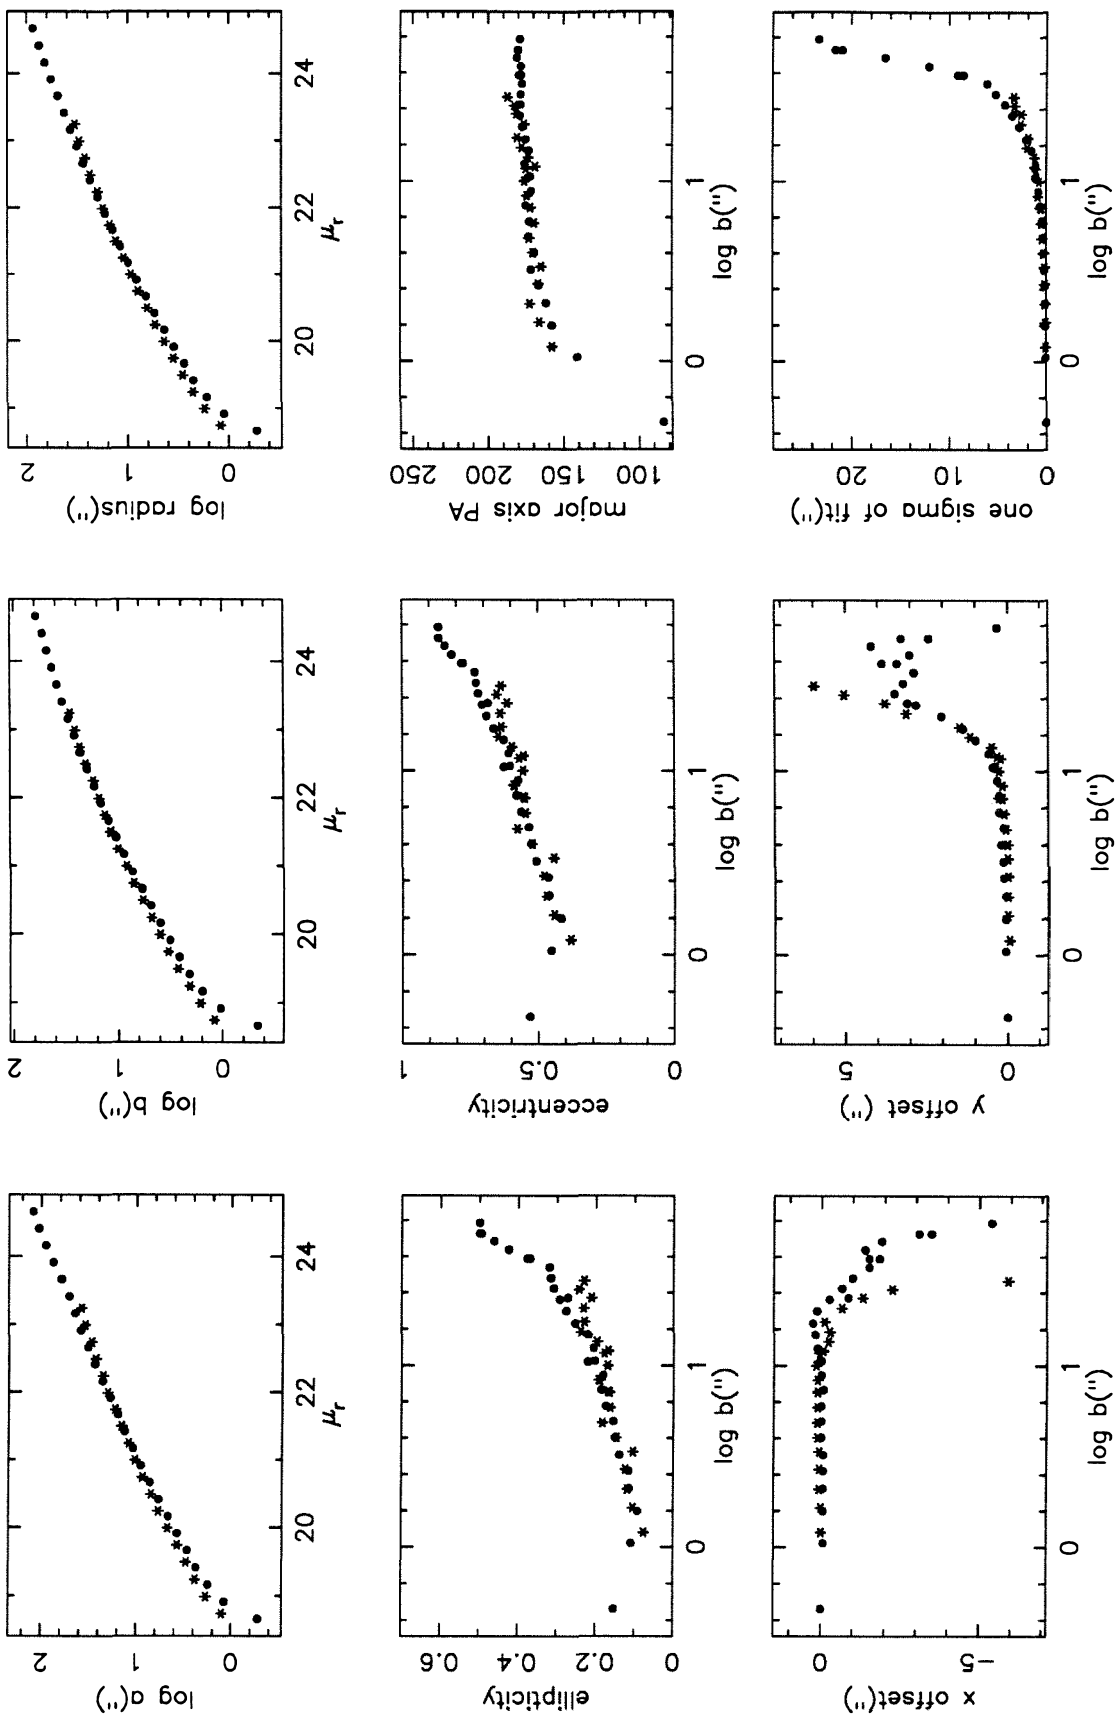 log a(")
2
1
0
20 22 24
μr
log b(")
2
1
0
20 22 24
μr
log radius(")
2
1
0
20 22 24
μr
ellipticity
0.6
0.4
0.2
0
0 1
log b(")
eccentricity
1
0.5
0
0 1
log b(")
major axis PA
250
200
150
100
0 1
log b(")
x offset(")
0
−5
0 1
log b(")
y offset (")
5
0
0 1
log b(")
one sigma of fit(")
20
10
0
0 1
log b(")